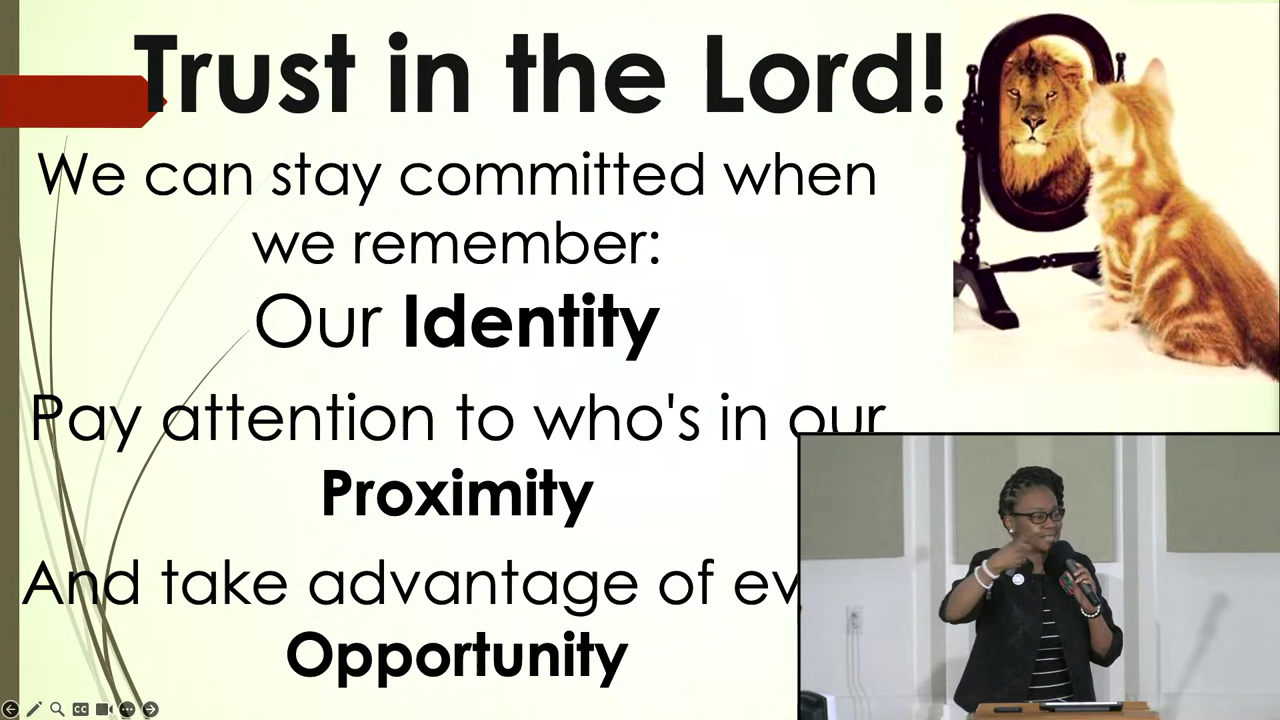 Trust in the Lord!
We can stay committed when
we remember:
Our Identity
Pay attention to who's in our
Proximity
And take advantage of
Opportunity
CC